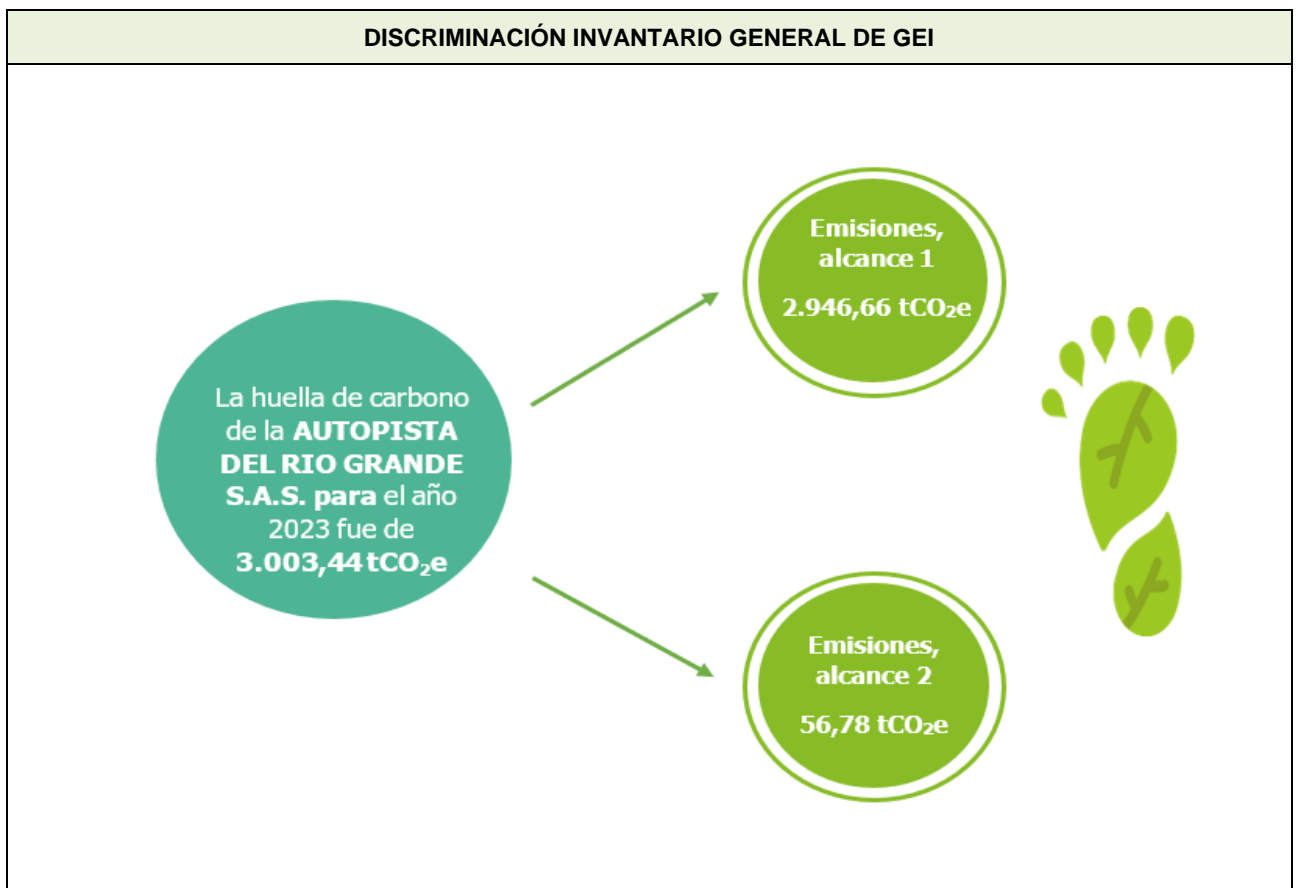 DISCRIMINACIÓN INVANTARIO GENERAL DE GEI
La huella de carbono
de la AUTOPISTA
DEL RIO GRANDE
S.A.S. para el año
2023 fue de
3.003,44 tCO₂e
Emisiones,
alcance 1
2.946,66 tCO₂e
Emisiones,
alcance 2
56,78 tCO₂e